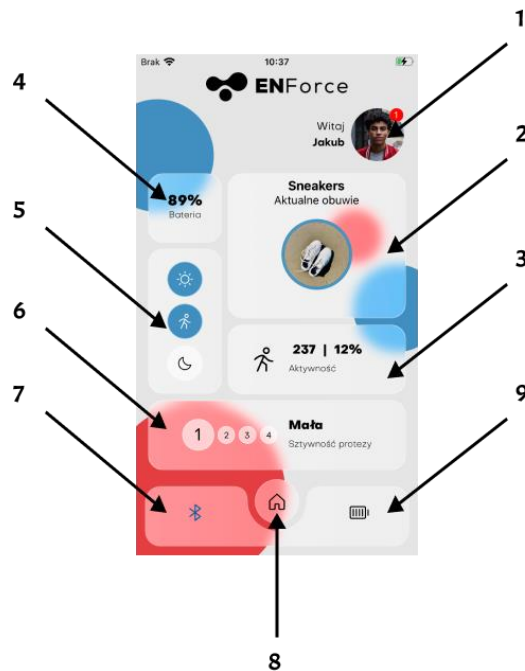 1
Brak 10:37
ENForce
4
Witaj
Jakub
1
2
89%
Bateria
Sneakers
Aktualne obuwie
5
3
237 | 12%
Aktywność
6
1 2 3 4
Mała
Sztywność protezy
7
9
8